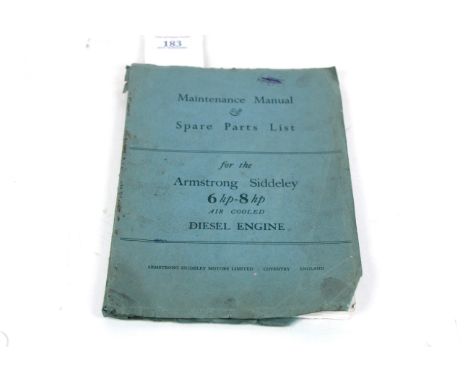 183
Maintenance Manual
&
Spare Parts List
for the
Armstrong Siddeley
6 hp-8 hp
AIR COOLED
DIESEL ENGINE
ARMSTRONG SIDDELEY MOTORS LIMITED COVENTRY ENGLAND